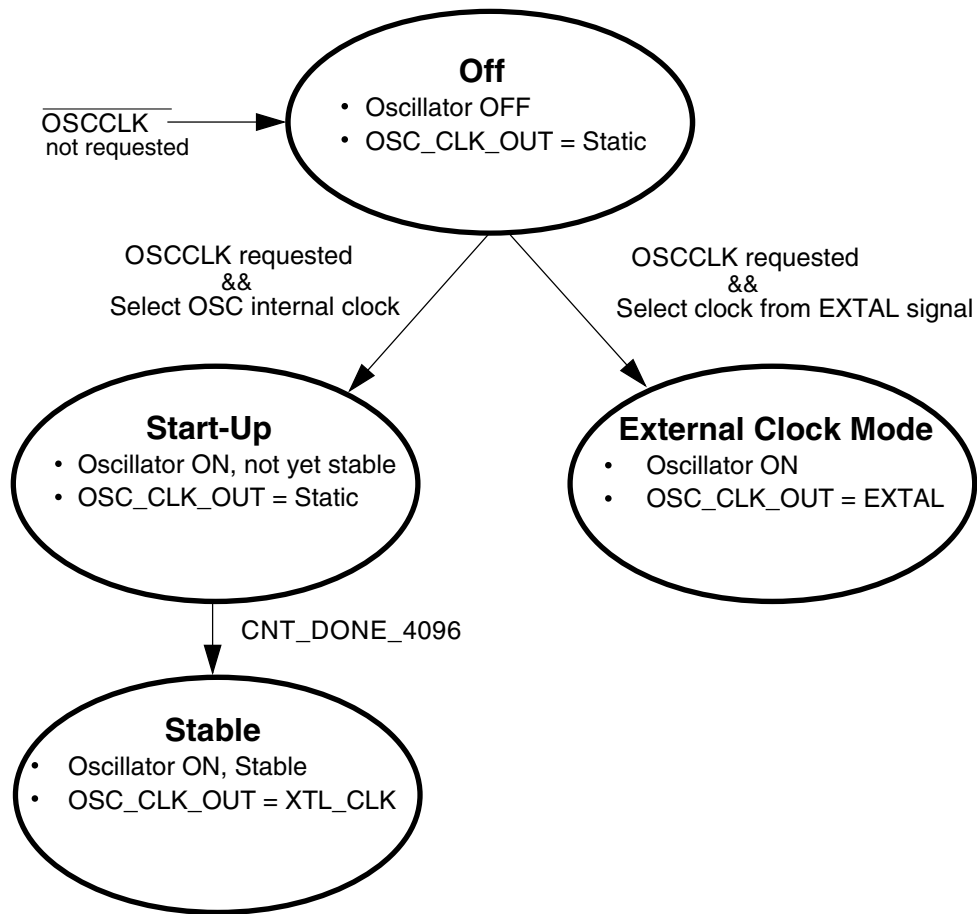 Off
• Oscillator OFF
• OSC_CLK_OUT = Static
OSCCLK
not requested
OSCCLK requested
&&
Select OSC internal clock
OSCCLK requested
&&
Select clock from EXTAL signal
Start-Up
• Oscillator ON, not yet stable
• OSC_CLK_OUT = Static
External Clock Mode
• Oscillator ON
• OSC_CLK_OUT = EXTAL
CNT_DONE_4096
Stable
• Oscillator ON, Stable
• OSC_CLK_OUT = XTL_CLK